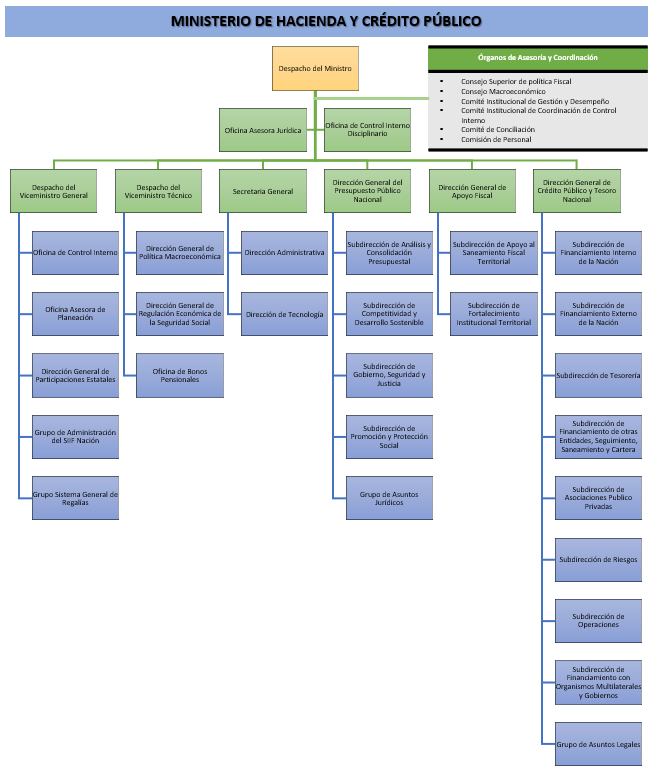 MINISTERIO DE HACIENDA Y CRÉDITO PÚBLICO
Despacho del Ministro
Órganos de Asesoría y Coordinación
• Consejo Superior de política Fiscal
• Consejo Macroeconómico
• Comité Institucional de Gestión y Desempeño
• Comité Institucional de Coordinación de Control
Interno
• Comité de Conciliación
• Comisión de Personal
Oficina Asesora Jurídica
Oficina de Control Interno
Disciplinario
Despacho del
Viceministro General
Despacho del
Viceministro Técnico
Secretaria General
Dirección General del
Presupuesto Público
Nacional
Dirección General de
Apoyo Fiscal
Dirección General de
Crédito Público y Tesoro
Nacional
Oficina de Control Interno
Oficina Asesora de
Planeación
Dirección General de
Participaciones Estatales
Grupo de Administración
del SIIF Nación
Grupo Sistema General de
Regalías
Dirección General de
Política Macroeconómica
Dirección General de
Regulación Económica de
la Seguridad Social
Oficina de Bonos
Pensionales
Dirección Administrativa
Dirección de Tecnología
Subdirección de Análisis y
Consolidación
Presupuestal
Subdirección de
Competitividad y
Desarrollo Sostenible
Subdirección de
Gobierno, Seguridad y
Justicia
Subdirección de
Promoción y Protección
Social
Grupo de Asuntos
Jurídicos
Subdirección de Apoyo al
Saneamiento Fiscal
Territorial
Subdirección de
Fortalecimiento
Institucional Territorial
Subdirección de
Financiamiento Interno
de la Nación
Subdirección de
Financiamiento Externo
de la Nación
Subdirección de Tesorería
Subdirección de
Financiamiento de otras
Entidades, Seguimiento,
Saneamiento y Cartera
Subdirección de
Asociaciones Publico
Privadas
Subdirección de Riesgos
Subdirección de
Operaciones
Subdirección de
Financiamiento con
Organismos Multilaterales
y Gobiernos
Grupo de Asuntos Legales